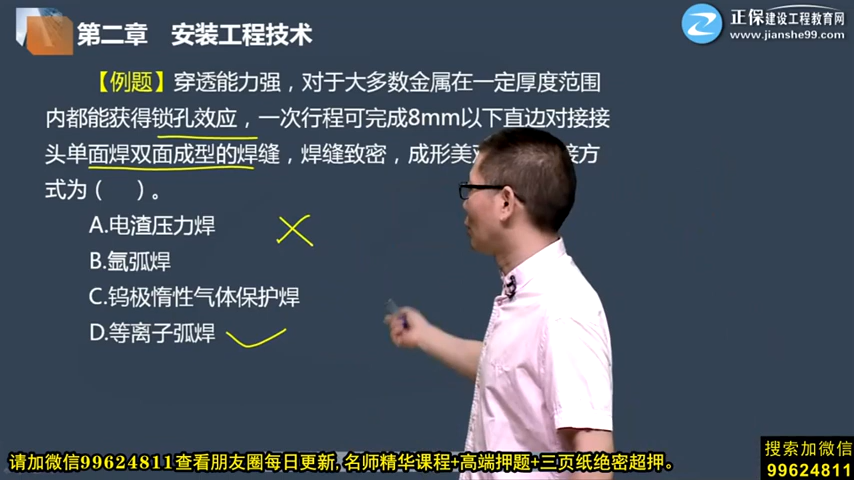 第二章 安装工程技术
正保建设工程教育网
www.jianshe99.com
【例题】穿透能力强，对于大多数金属在一定厚度范围
内都能获得锁孔效应，一次行程可完成8mm以下直边对接接
头单面焊双面成型的焊缝，焊缝致密，成形美 接方
式为（ ）。
A.电渣压力焊
B.氩弧焊
C.钨极惰性气体保护焊
D.等离子弧焊
请加微信99624811查看朋友圈每日更新,名师精华课程+高端押题+三页纸绝密超押。
搜索加微信
99624811